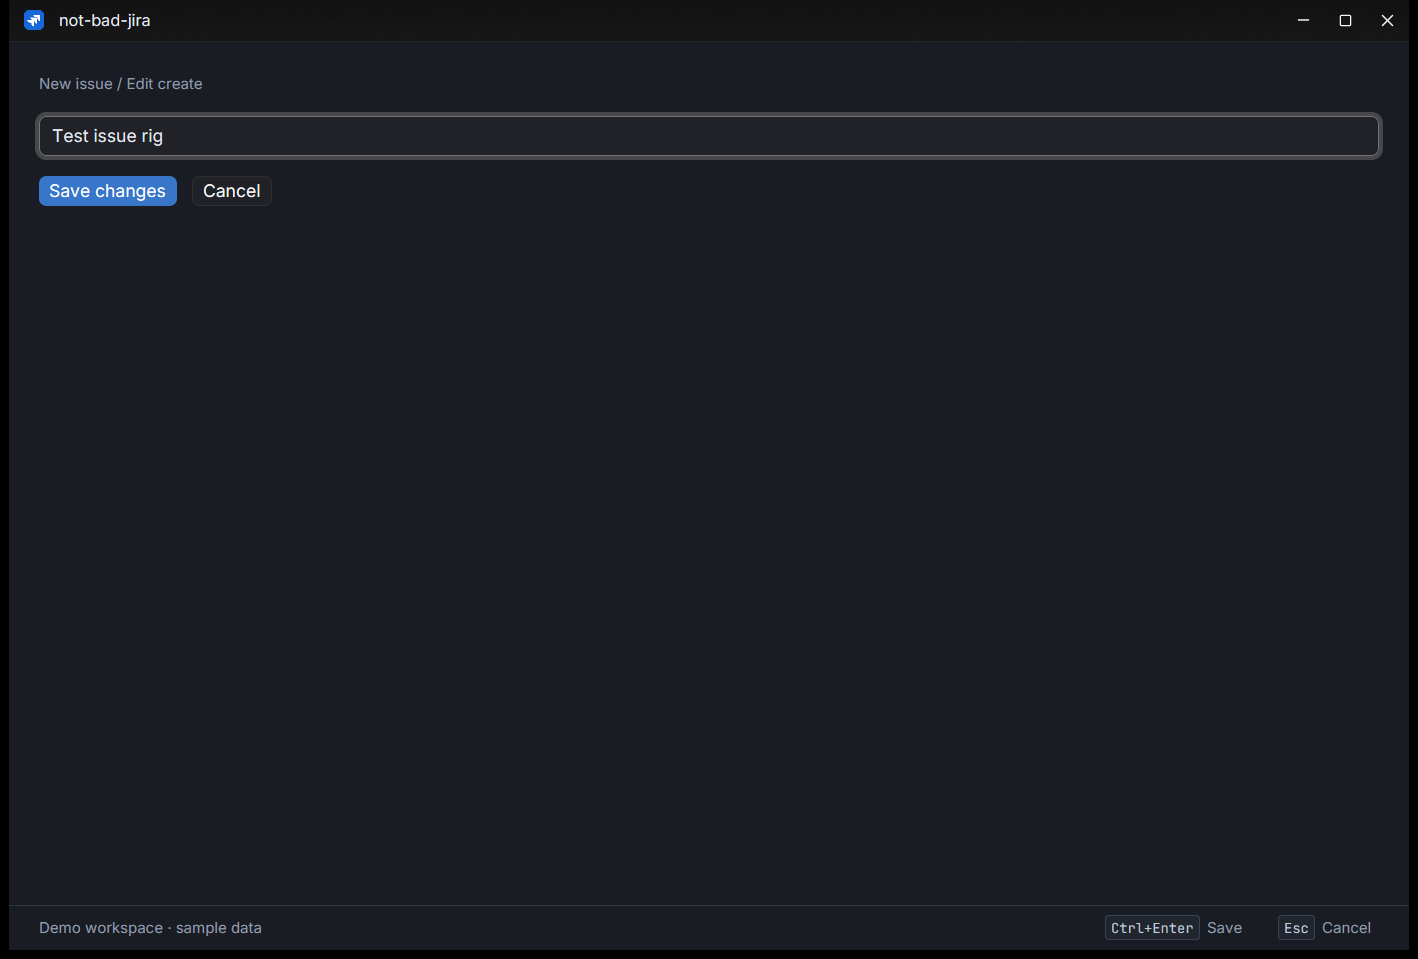 not-bad-jira
New issue / Edit create
Test issue rig
Save changes Cancel
Demo workspace · sample data Ctrl+Enter Save Esc Cancel